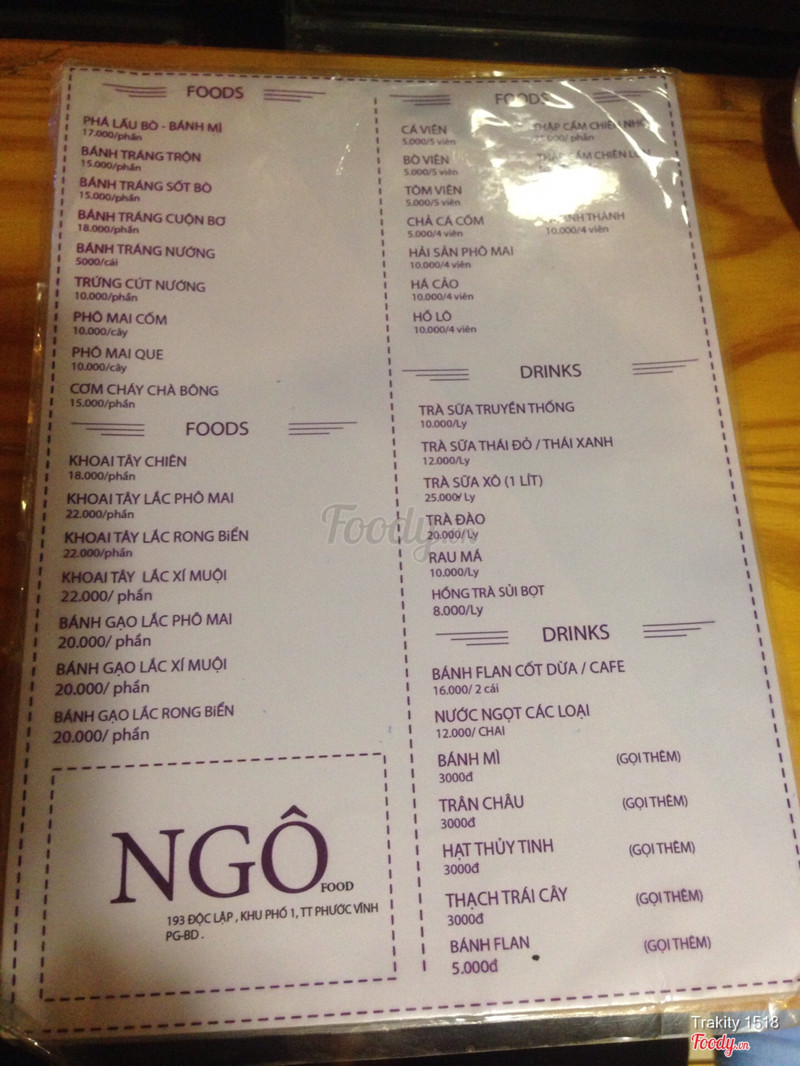 FOODS
PHÁ LẤU BÒ - BÁNH MÌ
17.000/phần
BÁNH TRÁNG TRỘN
15.000/phần
BÁNH TRÁNG SỐT BÒ
15.000/phần
BÁNH TRÁNG CUỘN BƠ
18.000/phần
BÁNH TRÁNG NƯỚNG
5000/cái
TRỨNG CÚT NƯỚNG
10.000/phần
PHÔ MAI CỐM
10.000/cây
PHÔ MAI QUE
10.000/cây
CƠM CHÁY CHÀ BÔNG
15.000/phần
FOODS
KHOAI TÂY CHIÊN
18.000/phần
KHOAI TÂY LẮC PHÔ MAI
22.000/phần
KHOAI TÂY LẮC RONG BiỂN
22.000/phần
KHOAI TÂY LẮC XÍ MUỘI
22.000/ phần
BÁNH GẠO LẮC PHÔ MAI
20.000/ phần
BÁNH GẠO LẮC XÍ MUỘI
20.000/ phần
BÁNH GẠO LẮC RONG BiỂN
20.000/ phần
NGÔ
FOOD
193 ĐỘC LẬP , KHU PHỐ 1, TT PHƯỚC VĨNH
PG-BD .
FOODS
CÁ VIÊN
5.000/5 viên
BÒ VIÊN
5.000/5 viên
TÔM VIÊN
5.000/5 viên
CHẢ CÁ CỐM
5.000/4 viên
HẢI SẢN PHÔ MAI
10.000/4 viên
HÁ CẢO
10.000/4 viên
HỒ LÔ
10.000/4 viên
THẬP CẨM CHIÊN NHỎ
/ phần
CẨM CHIÊN LỚN
THÀNH
10.000/4 viên
DRINKS
TRÀ SỮA TRUYỀN THỐNG
10.000/Ly
TRÀ SỮA THÁI ĐỎ / THÁI XANH
12.000/Ly
TRÀ SỮA XÔ (1 LÍT)
25.000/ Ly
TRÀ ĐÀO
20.000/Ly
RAU MÁ
10.000/Ly
HỒNG TRÀ SỦI BỌT
8.000/Ly
DRINKS
BÁNH FLAN CỐT DỪA / CAFE
16.000/ 2 cái
NƯỚC NGỌT CÁC LOẠI
12.000/ CHAI
BÁNH MÌ (GỌI THÊM)
3000đ
TRÂN CHÂU (GỌI THÊM)
3000đ
HẠT THỦY TINH (GỌI THÊM)
3000đ
THẠCH TRÁI CÂY (GỌI THÊM)
3000đ
BÁNH FLAN (GỌI THÊM)
5.000đ
Foody.vn
Trakity 1518
Foody.vn